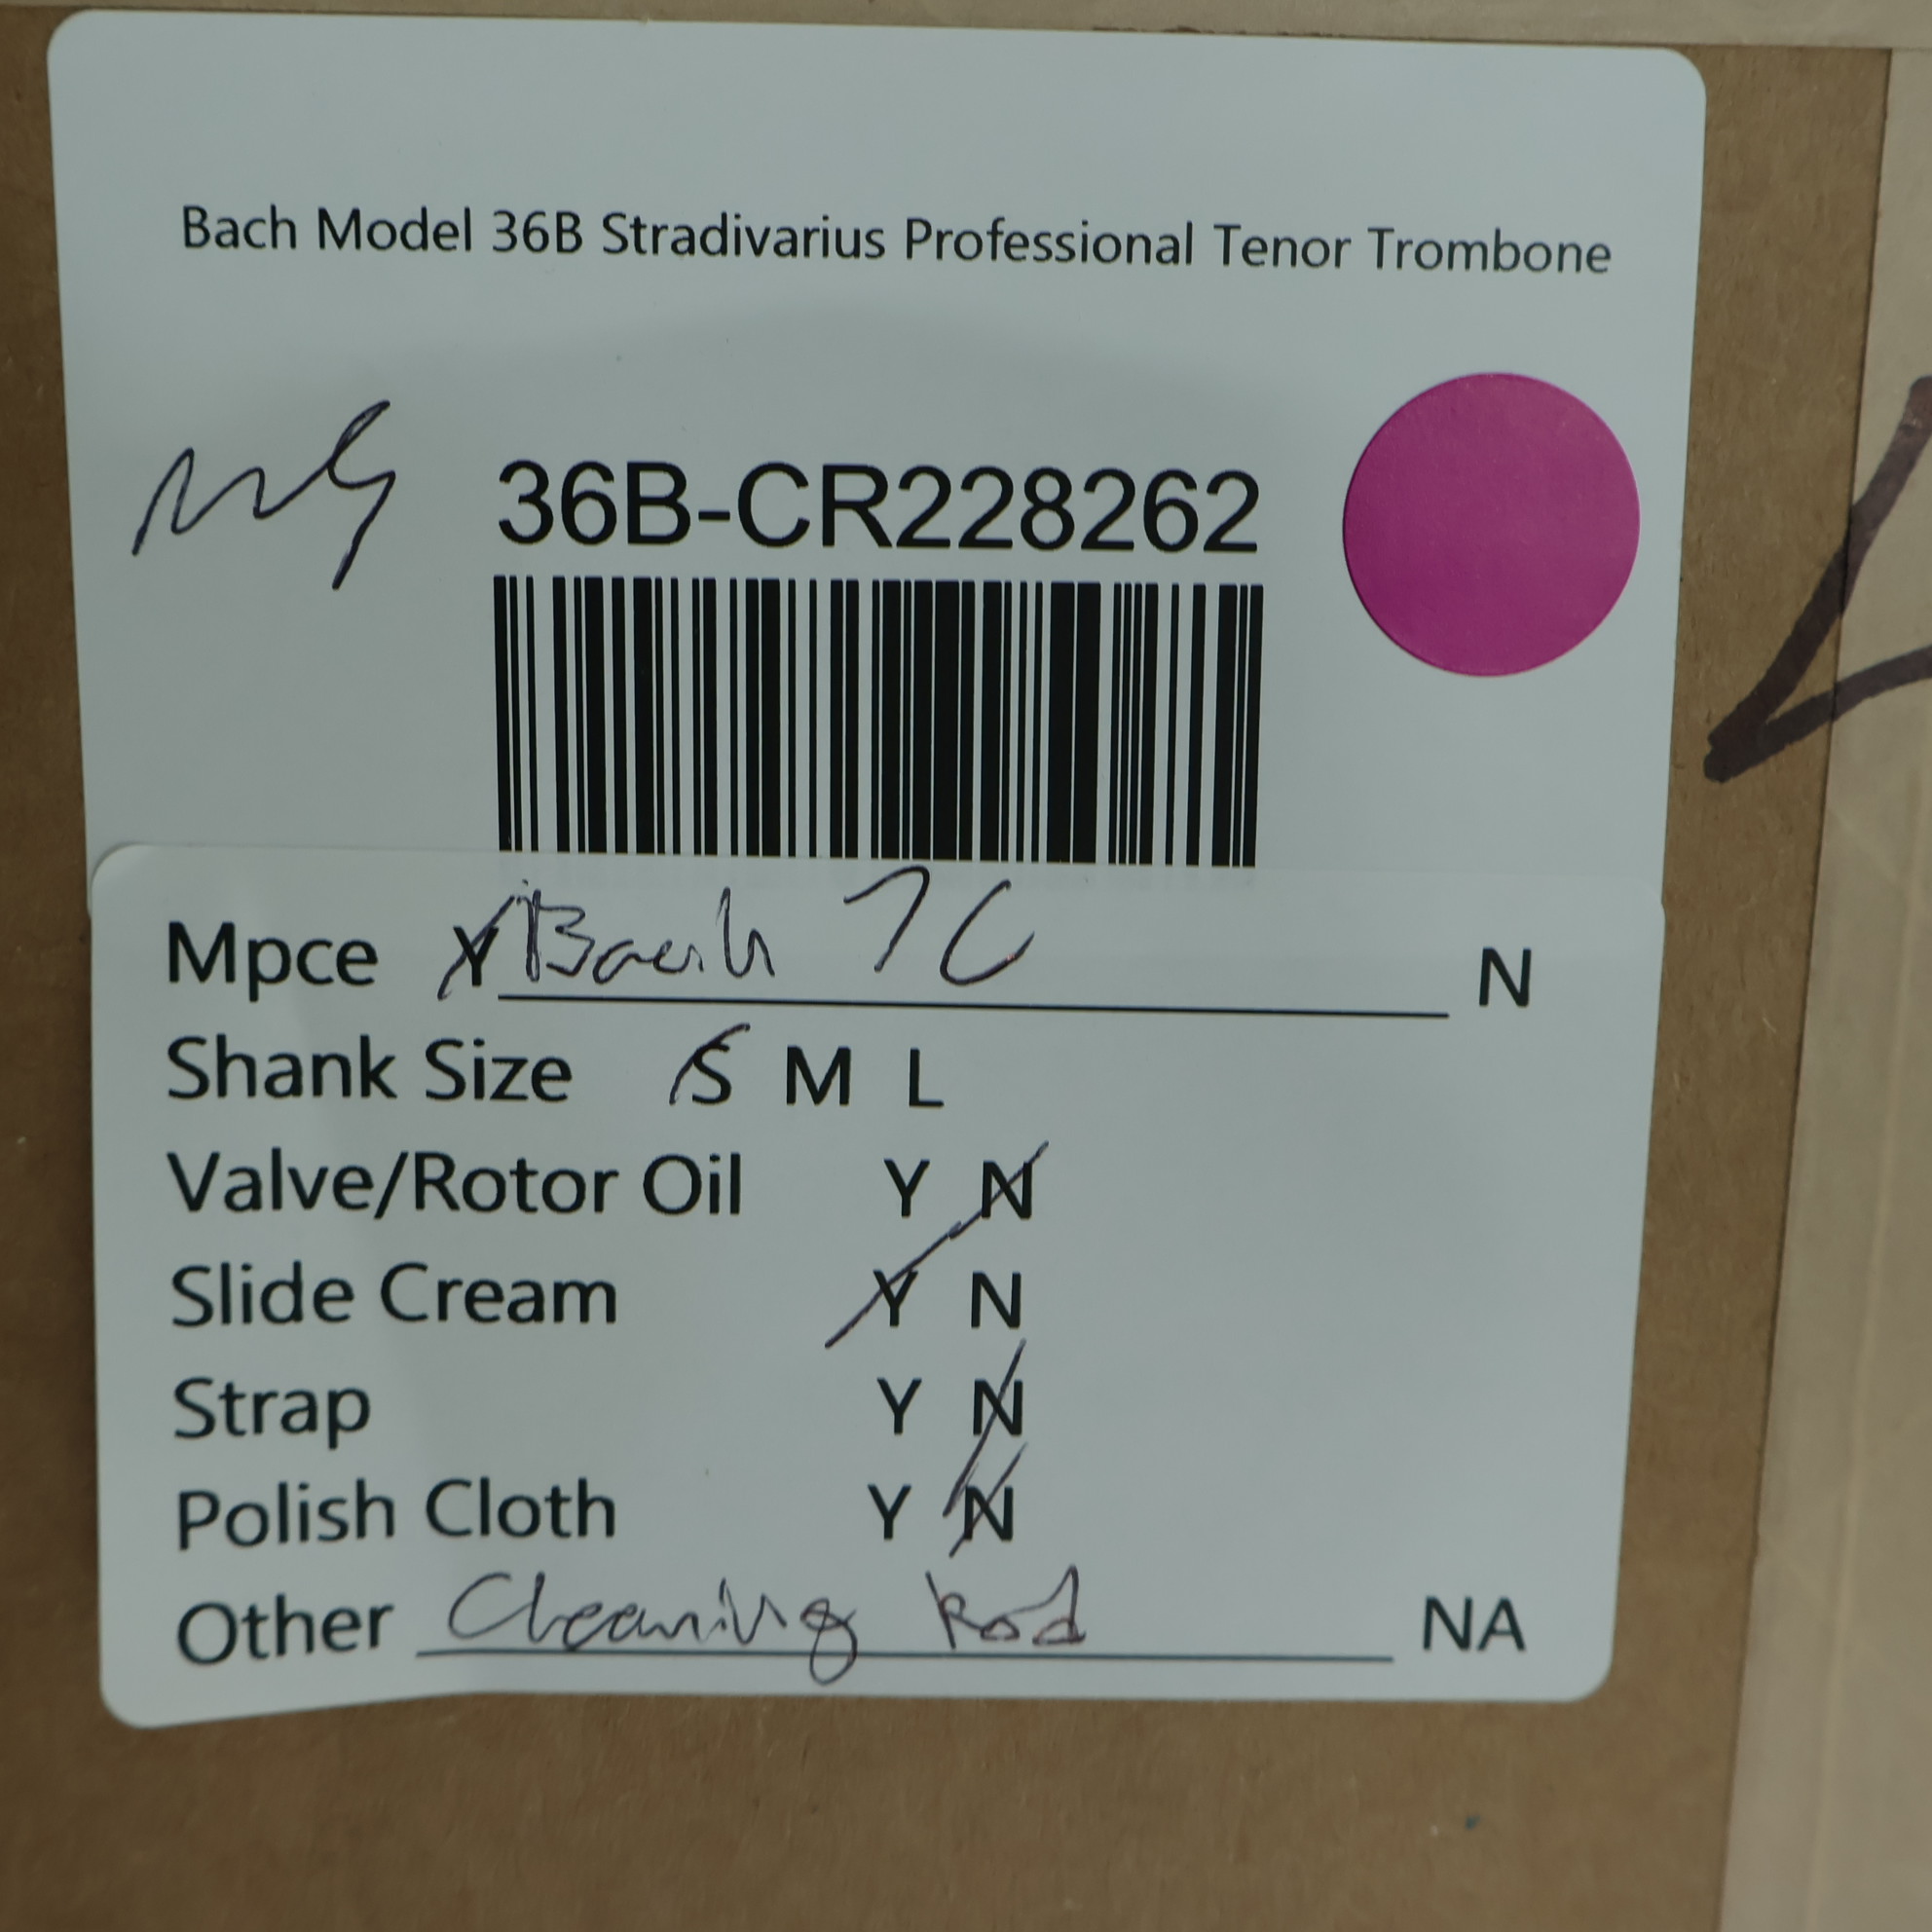 Bach Model 36B Stradivarius Professional Tenor Trombone
36B-CR228262
Mpce Y Bach 7C N
Shank Size S M L
Valve/Rotor Oil Y N
Slide Cream Y N
Strap Y N
Polish Cloth Y N
Other Cleaning Rod NA